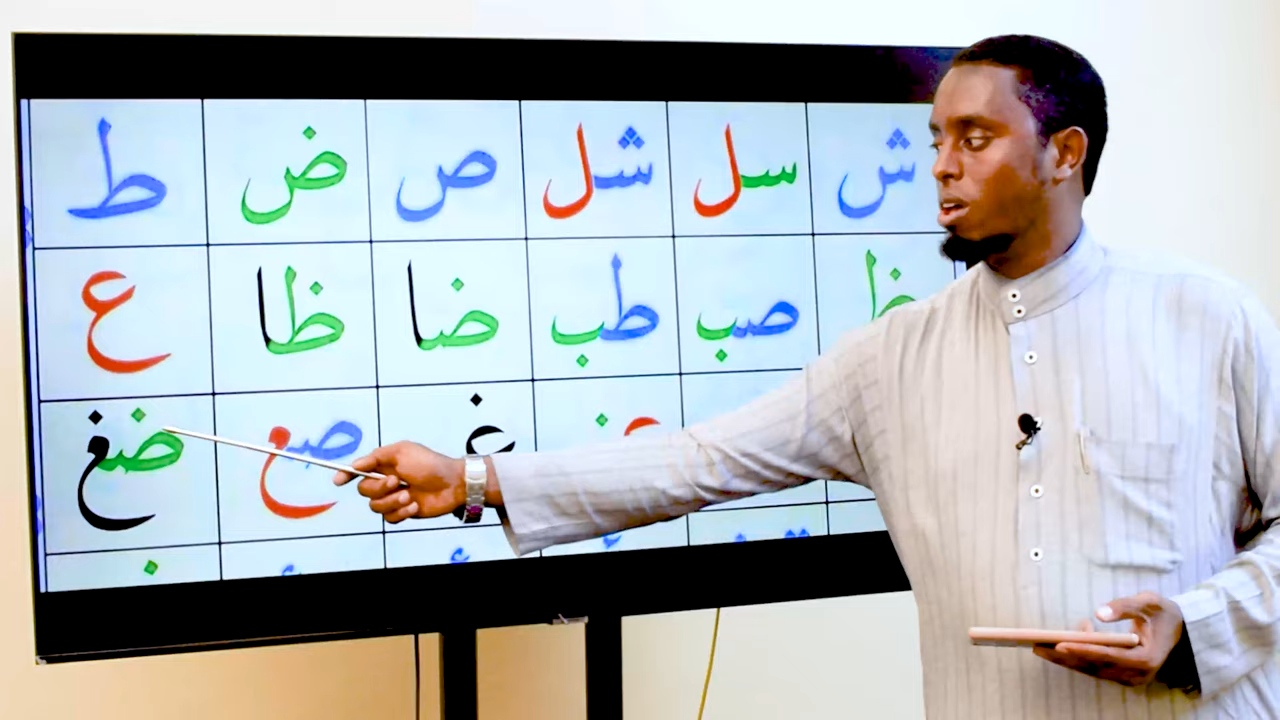 ش سل شل ص ض ط
صب طب ضا ظا ع
غ صع ضغ